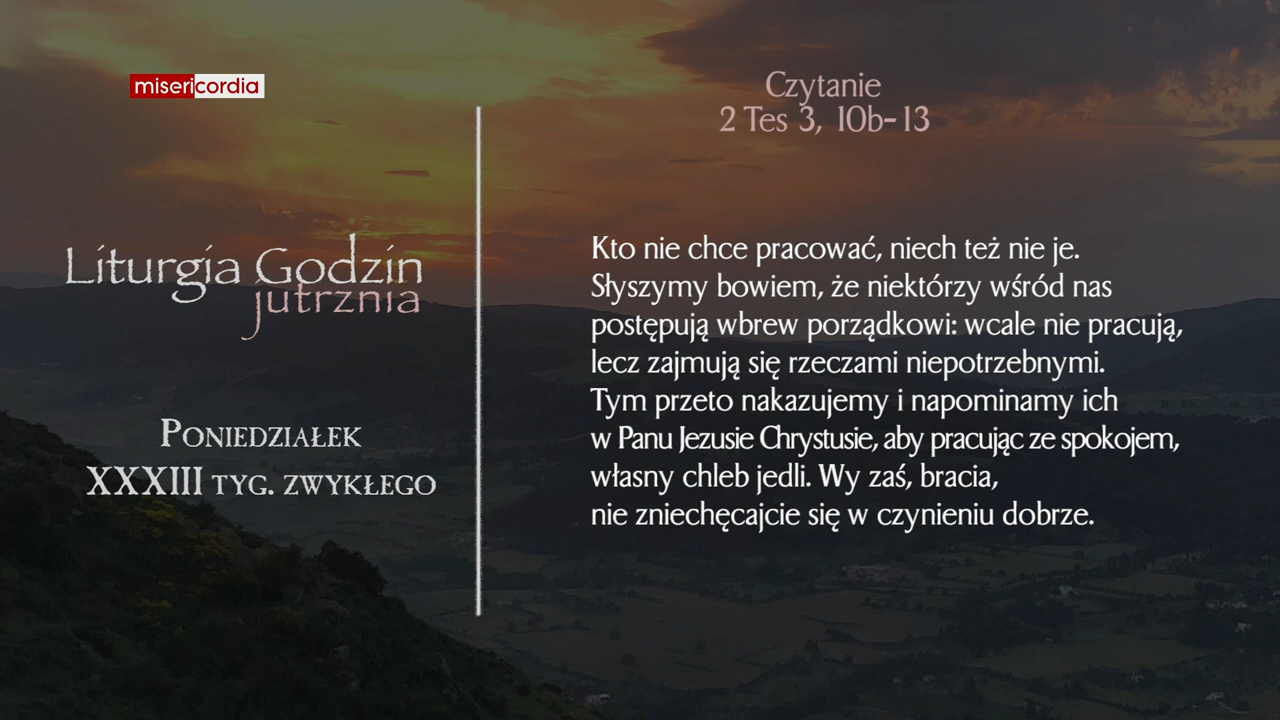 misericordia
Liturgia Godzin
jutrznia
Poniedziałek
XXXIII tyg. zwykłego
Czytanie
2 Tes 3, 10b-13
Kto nie chce pracować, niech też nie je.
Słyszymy bowiem, że niektórzy wśród nas
postępują wbrew porządkowi: wcale nie pracują,
lecz zajmują się rzeczami niepotrzebnymi.
Tym przeto nakazujemy i napominamy ich
w Panu Jezusie Chrystusie, aby pracując ze spokojem,
własny chleb jedli. Wy zaś, bracia,
nie zniechęcajcie się w czynieniu dobrze.